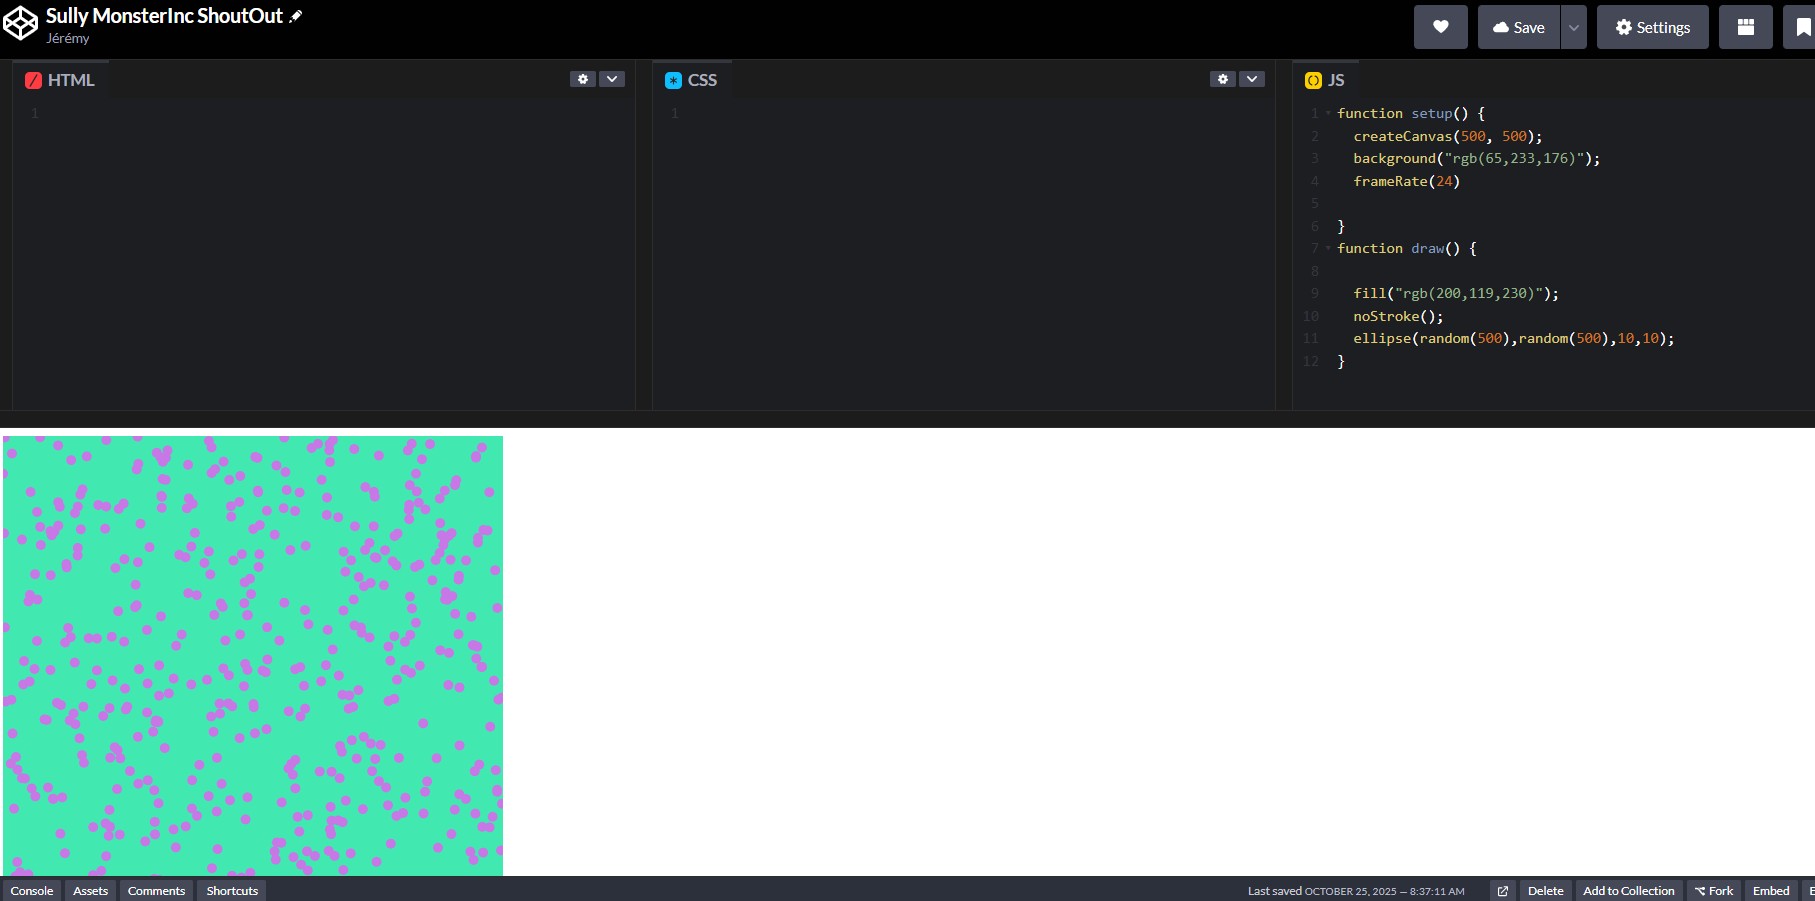 Sully MonsterInc ShoutOut
Jérémy
Save
Settings
HTML
1
CSS
1
JS
1 function setup() {
2 createCanvas(500, 500);
3 background("rgb(65,233,176)");
4 frameRate(24)
5
6 }
7 function draw() {
8
9 fill("rgb(200,119,230)");
10 noStroke();
11 ellipse(random(500),random(500),10,10);
12 }
Console Assets Comments Shortcuts
Last saved OCTOBER 25, 2025 — 8:37:11 AM
Delete Add to Collection Fork Embed